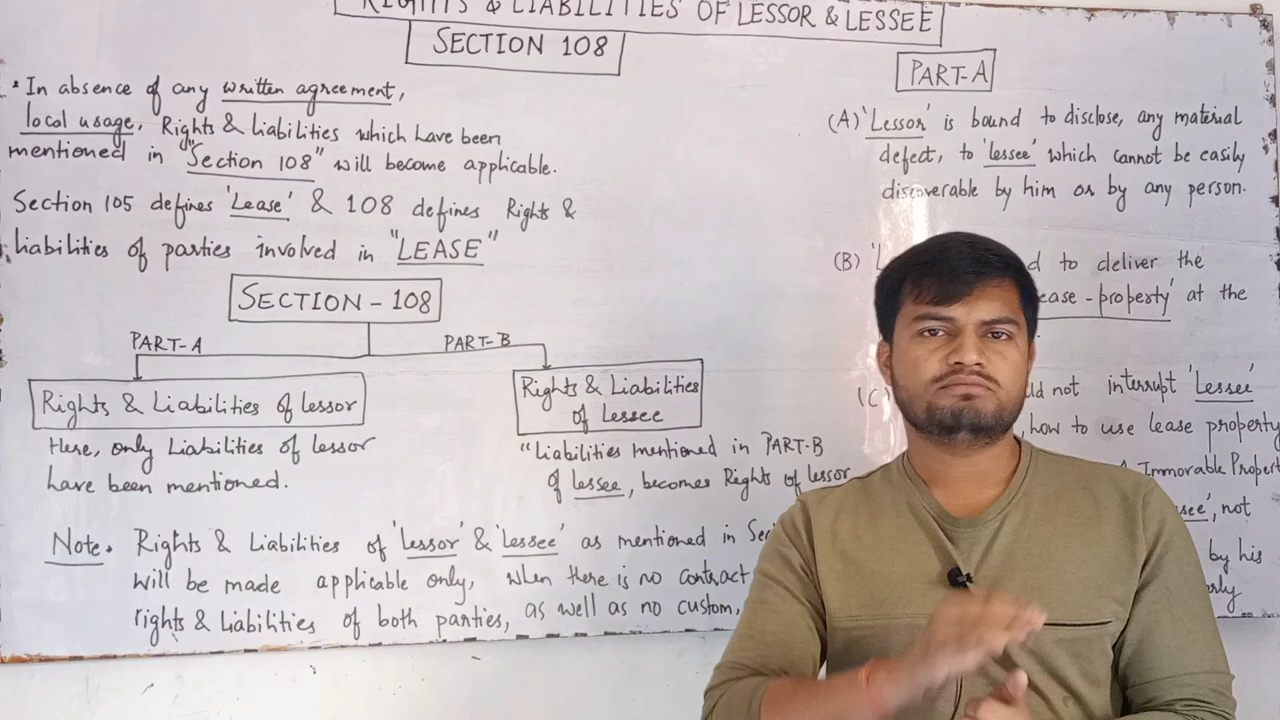 RIGHTS & LIABILITIES OF LESSOR & LESSEE
SECTION 108
• In absence of any written agreement,
local usage. Rights & Liabilities which have been
mentioned in "Section 108" will become applicable.
Section 105 defines 'Lease' & 108 defines Rights &
liabilities of parties involved in "LEASE"
SECTION - 108
PART-A
PART-B
Rights & Liabilities of lessor
Rights & Liabilities
of Lessee
Here, only Liabilities of lessor
have been mentioned.
"Liabilities mentioned in PART-B
of lessee, becomes Rights of lessor
Note. Rights & Liabilities of 'lessor' & 'lessee' as mentioned in
will be made applicable only, when there is no contract
rights & Liabilities of both parties, as well as no custom,
PART-A
(A) 'Lessor' is bound to disclose, any material
defect, to 'lessee' which cannot be easily
discoverable by him or by any person.
(B) to deliver the
lease-property' at the
(C) not interrupt 'Lessee'
, how to use lease property
Immovable Propert
, not
by his